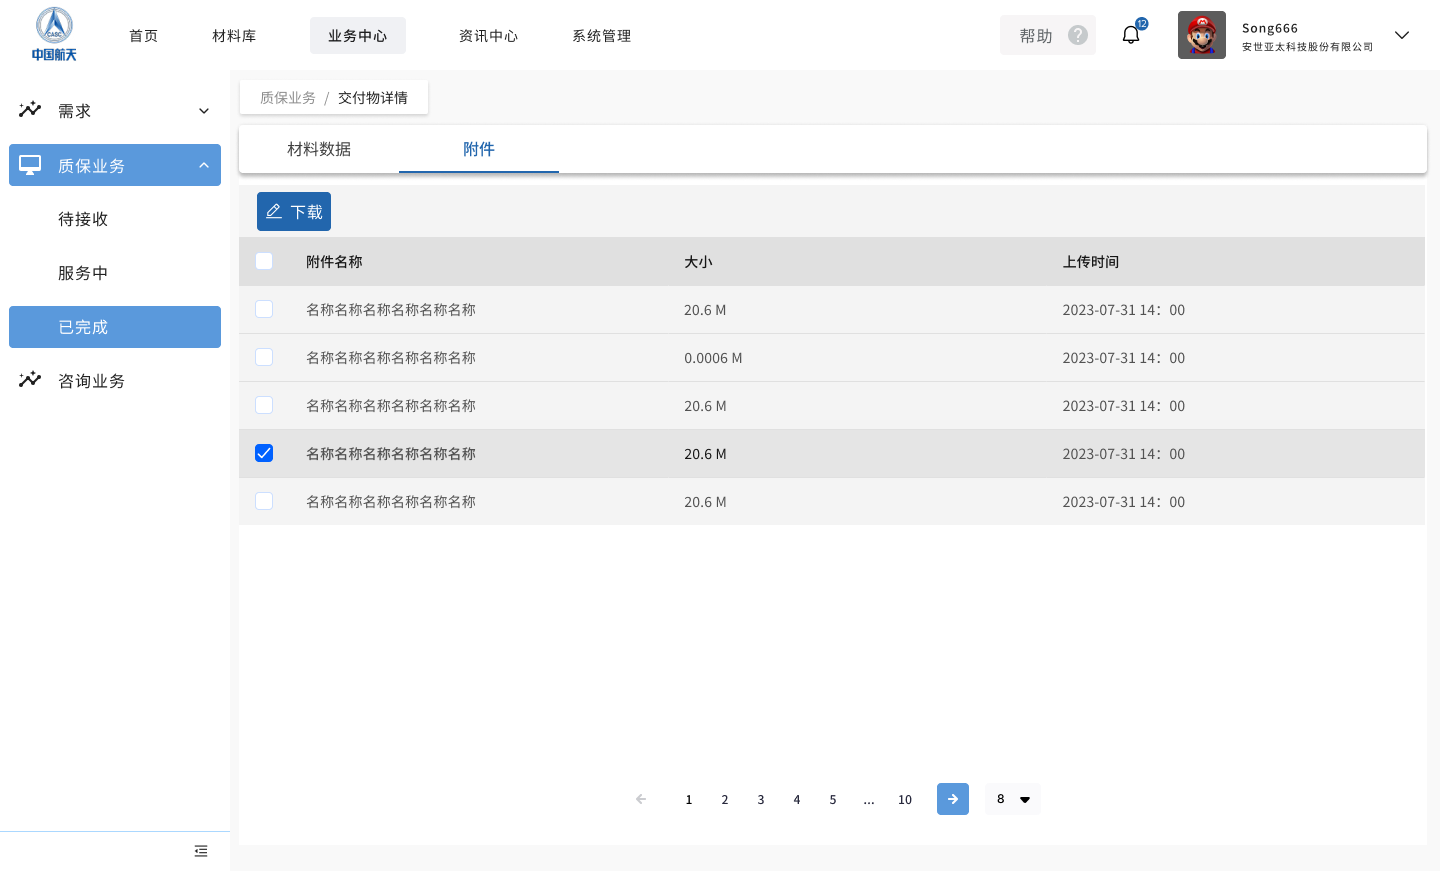 CASC
中国航天
首页
材料库
业务中心
资讯中心
系统管理
帮助
12
Song666
安世亚太科技股份有限公司
需求
质保业务
待接收
服务中
已完成
咨询业务
质保业务 / 交付物详情
材料数据
附件
下载
附件名称 大小 上传时间
名称名称名称名称名称名称 20.6 M 2023-07-31 14：00
名称名称名称名称名称名称 0.0006 M 2023-07-31 14：00
名称名称名称名称名称名称 20.6 M 2023-07-31 14：00
名称名称名称名称名称名称 20.6 M 2023-07-31 14：00
名称名称名称名称名称名称 20.6 M 2023-07-31 14：00
1 2 3 4 5 ... 10 8